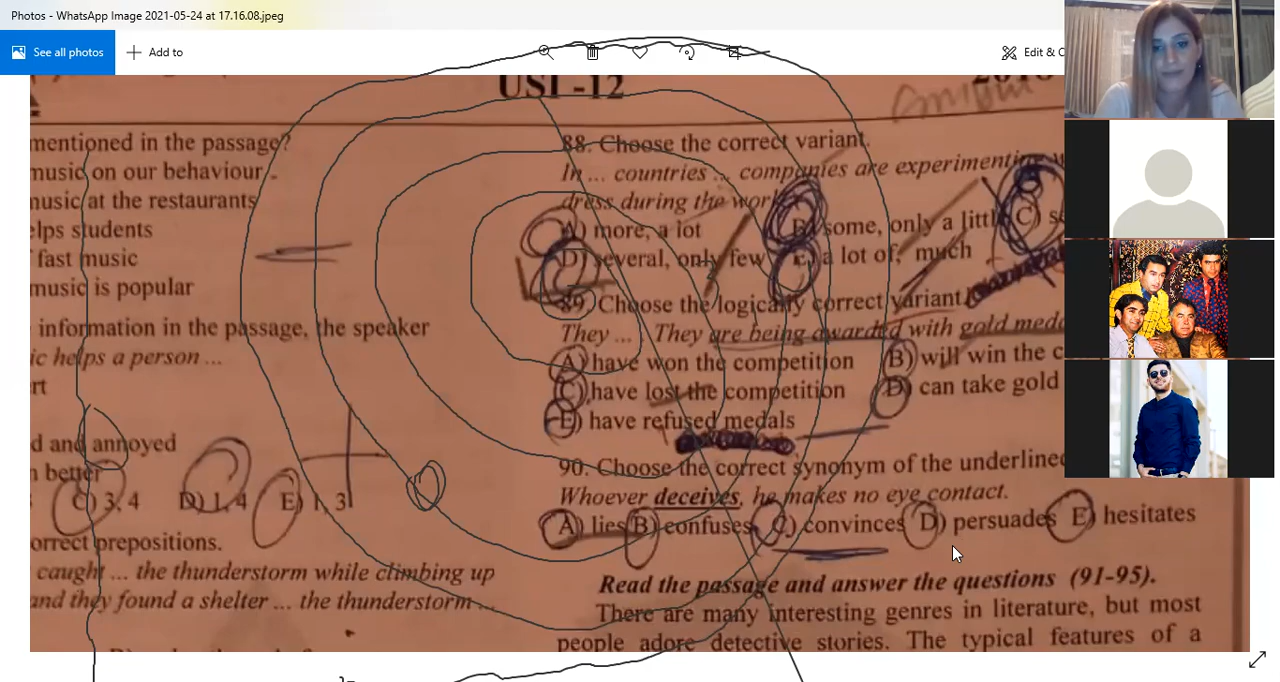 Photos - WhatsApp Image 2021-05-24 at 17.16.08.jpeg
See all photos
Add to
Edit & C
mentioned in the passage?
music on our behaviour
music at the restaurants
elps students
fast music
music is popular
information in the passage, the speaker
ic helps a person ...
rt
d and annoyed
n better
C) 3, 4 D) 1, 4 E) 1, 3
orrect prepositions.
caught ... the thunderstorm while climbing up
and they found a shelter ... the thunderstorm ...
88. Choose the correct variant.
In ... countries ... companies are experimenting w
dress during the wor
A) more, a lot B) some, only a littl C) s
D) several, only few E) a lot of, much
89. Choose the logically correct variant.
They ... They are being awarded with gold meda
A) have won the competition B) will win the c
C) have lost the competition D) can take gold
E) have refused medals
90. Choose the correct synonym of the underline
Whoever deceives, he makes no eye contact.
A) lies B) confuses C) convinces D) persuades E) hesitates
Read the passage and answer the questions (91-95).
There are many interesting genres in literature, but most
people adore detective stories. The typical features of a